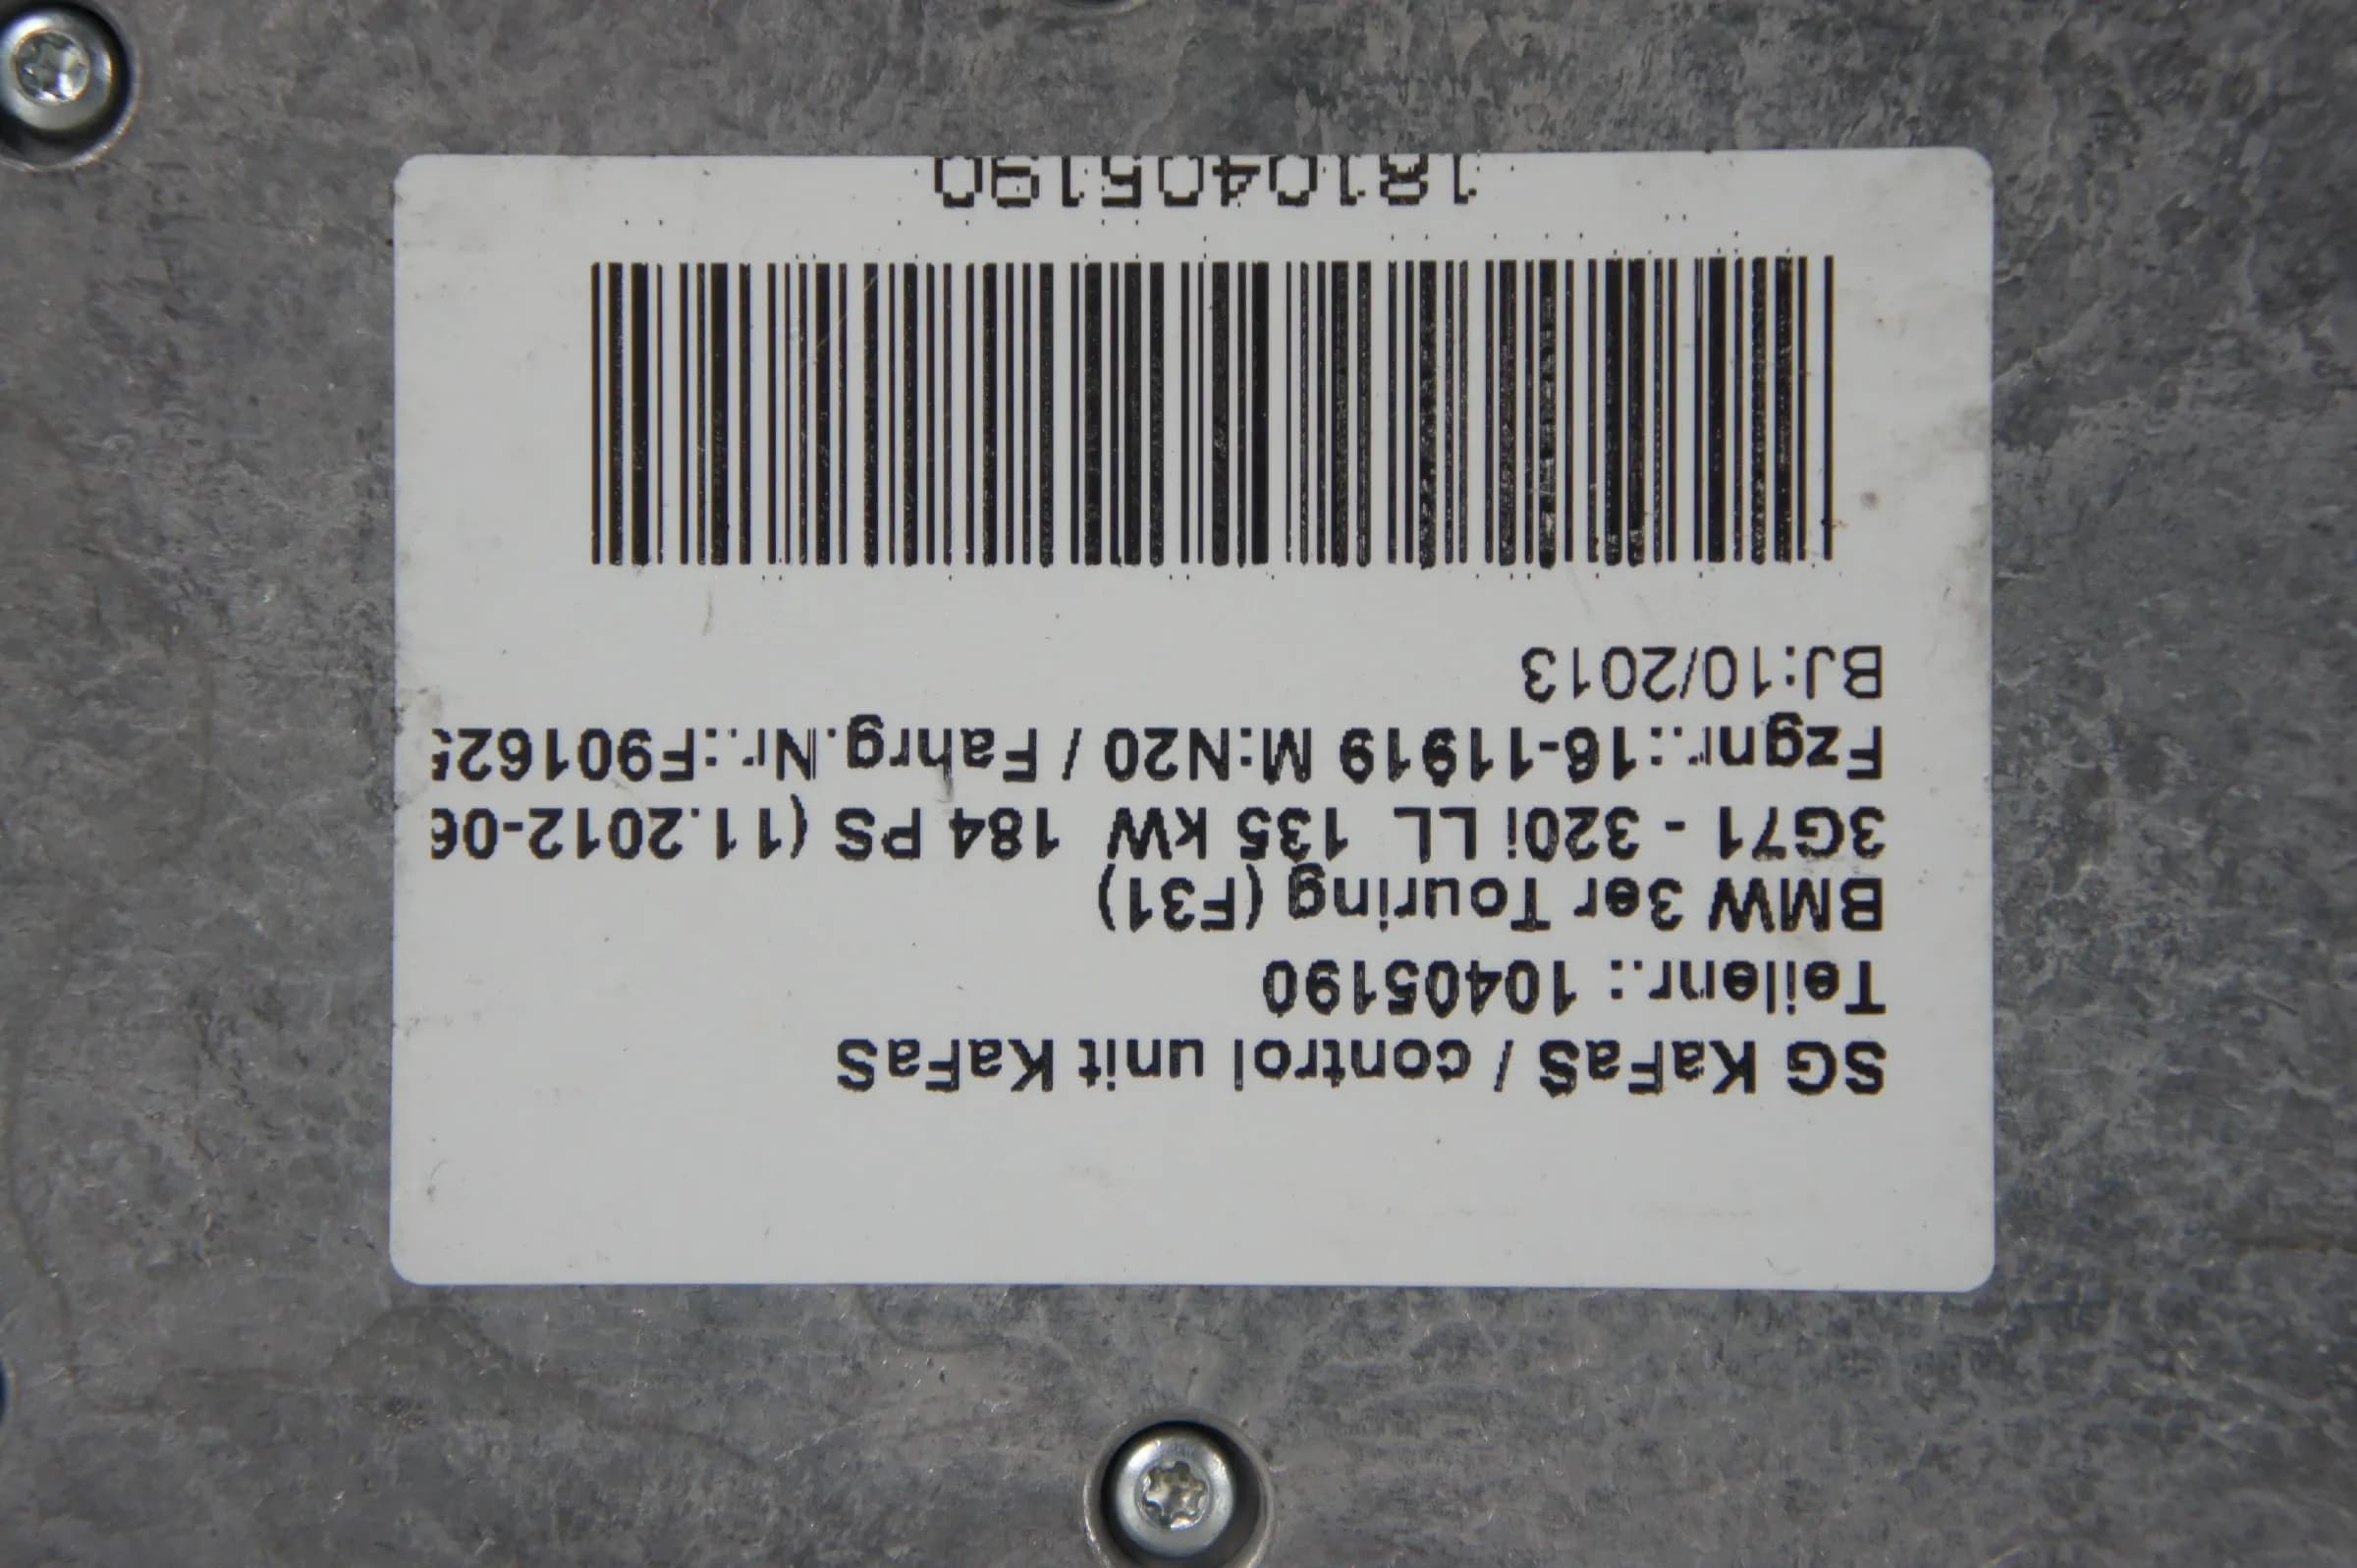 SG KaFaS / control unit KaFaS
Teilenr.: 10405190
BMW 3er Touring (F31)
3G71 - 320i LL 135 kW 184 PS (11.2012-06
Fzgnr.:16-11919 M:N20 / Fahrg.Nr.:F901625
BJ:10/2013
1810405190